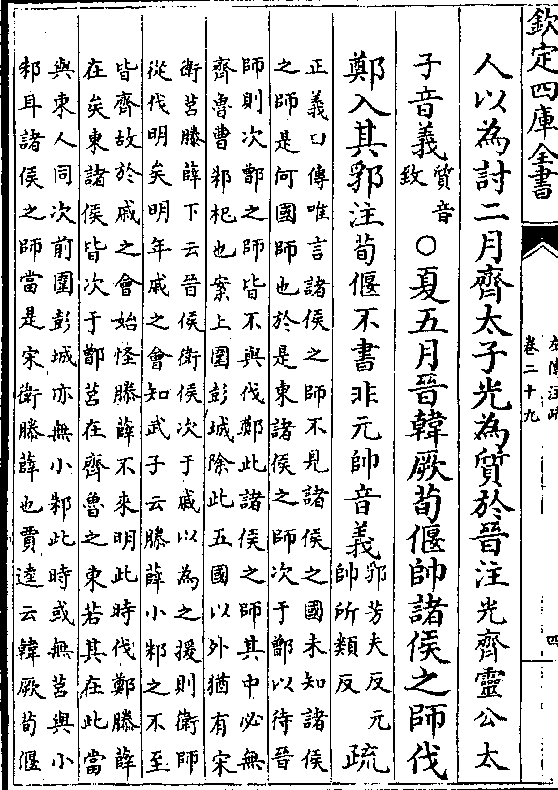 欽定四庫全書
左傳注疏
卷二十九
四
人以為討二月齊太子光為質於晉注光齊靈公太
子音義質音致○夏五月晉韓厥荀偃帥諸侯之師伐
鄭入其郛注荀偃不書非元帥音義郛芳夫反元帥所類反疏
正義曰傳唯言諸侯之師不見諸侯之國未知諸侯
之師是何國師也於是東諸侯之師次于鄫以待晉
師則次鄫之師皆不與伐鄭此諸侯之師其中必無
齊魯曹邾杞也案上圍彭城除此五國以外猶有宋
衛莒滕薛下云晉侯衛侯次于戚以為之援則衛師
從伐明矣明年戚之會知武子云滕薛小邾之不至
皆齊故於戚之會始怪滕薛不來明此時伐鄭滕薛
在矣東諸侯皆次于鄫莒在齊魯之東若其在此當
與東人同次前圍彭城亦無小邾此時或無莒與小
邾耳諸侯之師當是宋衛滕薛也賈逵云韓厥荀偃